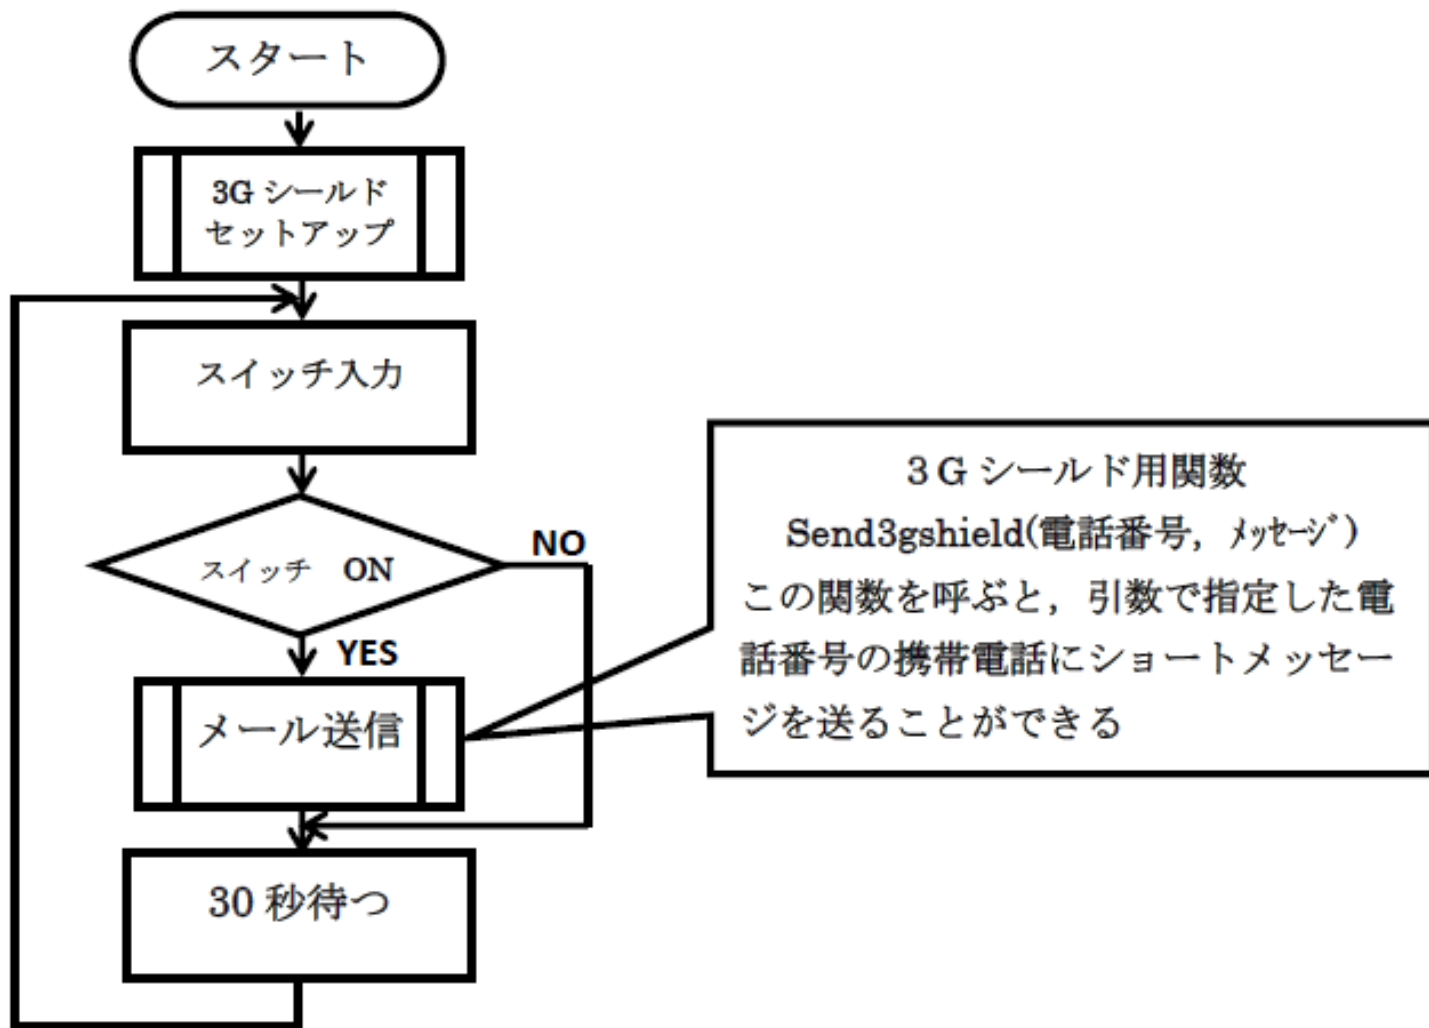 スタート
3G シールド
セットアップ
スイッチ入力
スイッチ ON
NO
YES
メール送信
30 秒待つ
３G シールド用関数
Send3gshield(電話番号，ﾒｯｾｰｼﾞ)
この関数を呼ぶと，引数で指定した電
話番号の携帯電話にショートメッセー
ジを送ることができる